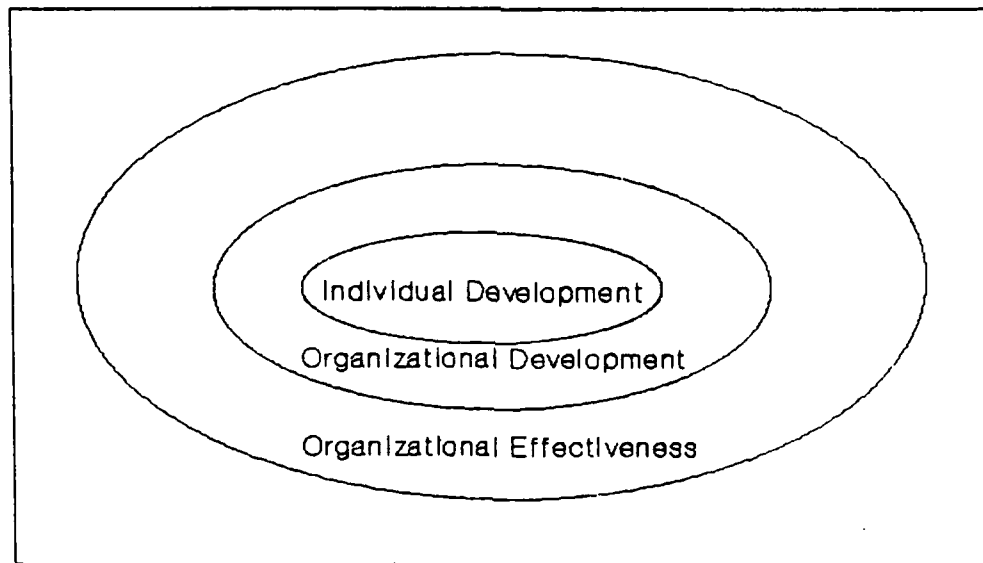 Individual Development
Organizational Development
Organizational Effectiveness